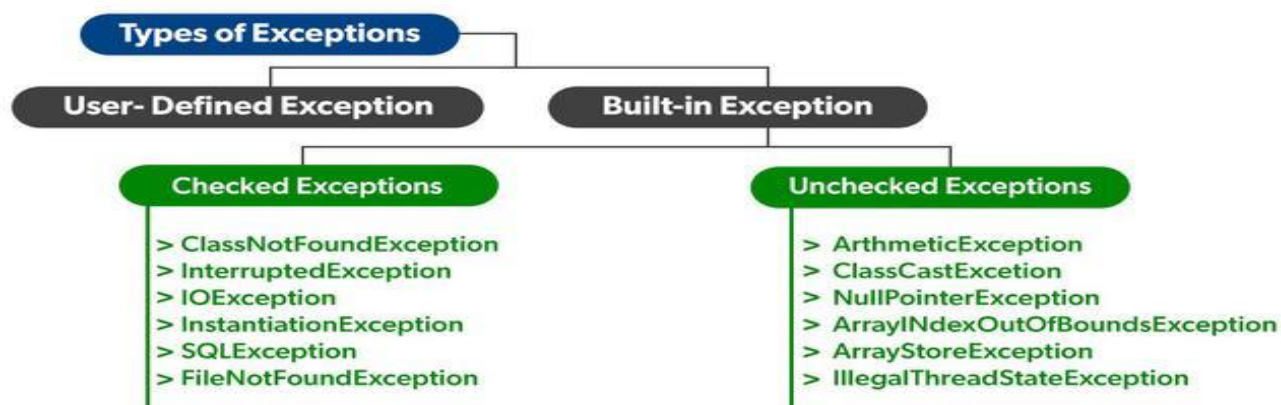 Types of Exceptions
User- Defined Exception
Built-in Exception
Checked Exceptions
> ClassNotFoundException
> InterruptedException
> IOException
> InstantiationException
> SQLException
> FileNotFoundException
Unchecked Exceptions
> ArthmeticException
> ClassCastExcetion
> NullPointerException
> ArrayINdexOutOfBoundsException
> ArrayStoreException
> IllegalThreadStateException